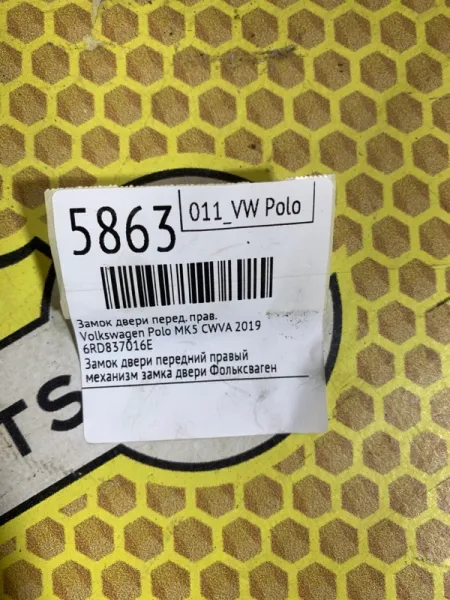 5863
011_VW Polo
Замок двери перед. прав.
Volkswagen Polo MK5 CWVA 2019
6RD837016E
Замок двери передний правый
механизм замка двери Фольксваген
TS